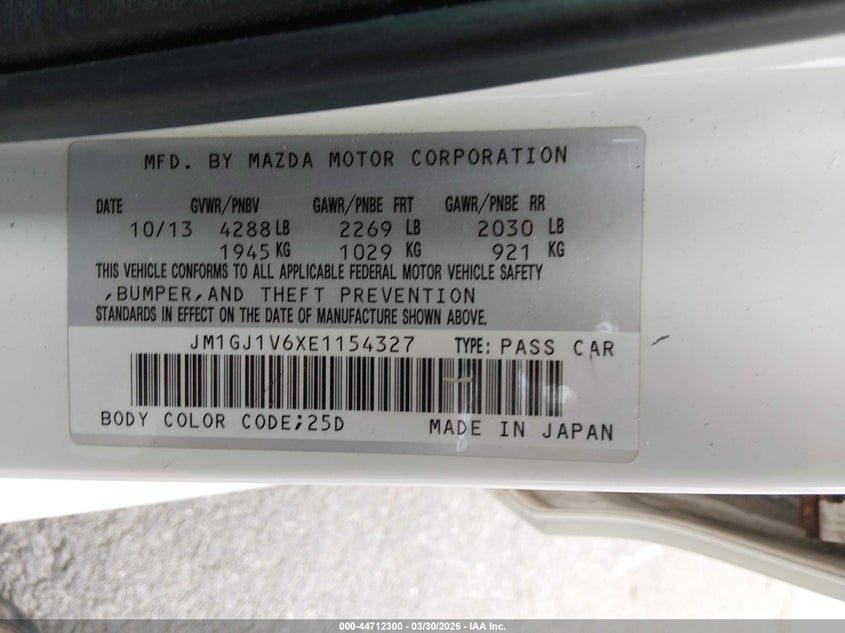 MFD. BY MAZDA MOTOR CORPORATION
DATE GVWR/PNBV GAWR/PNBE FRT GAWR/PNBE RR
10/13 4288 LB 2269 LB 2030 LB
1945 KG 1029 KG 921 KG
THIS VEHICLE CONFORMS TO ALL APPLICABLE FEDERAL MOTOR VEHICLE SAFETY
,BUMPER,AND THEFT PREVENTION
STANDARDS IN EFFECT ON THE DATE OF MANUFACTURE SHOWN ABOVE.
JM1GJ1V6XE1154327 TYPE: PASS CAR
BODY COLOR CODE;25D MADE IN JAPAN
000-44712300 - 03/30/2026 - IAA Inc.